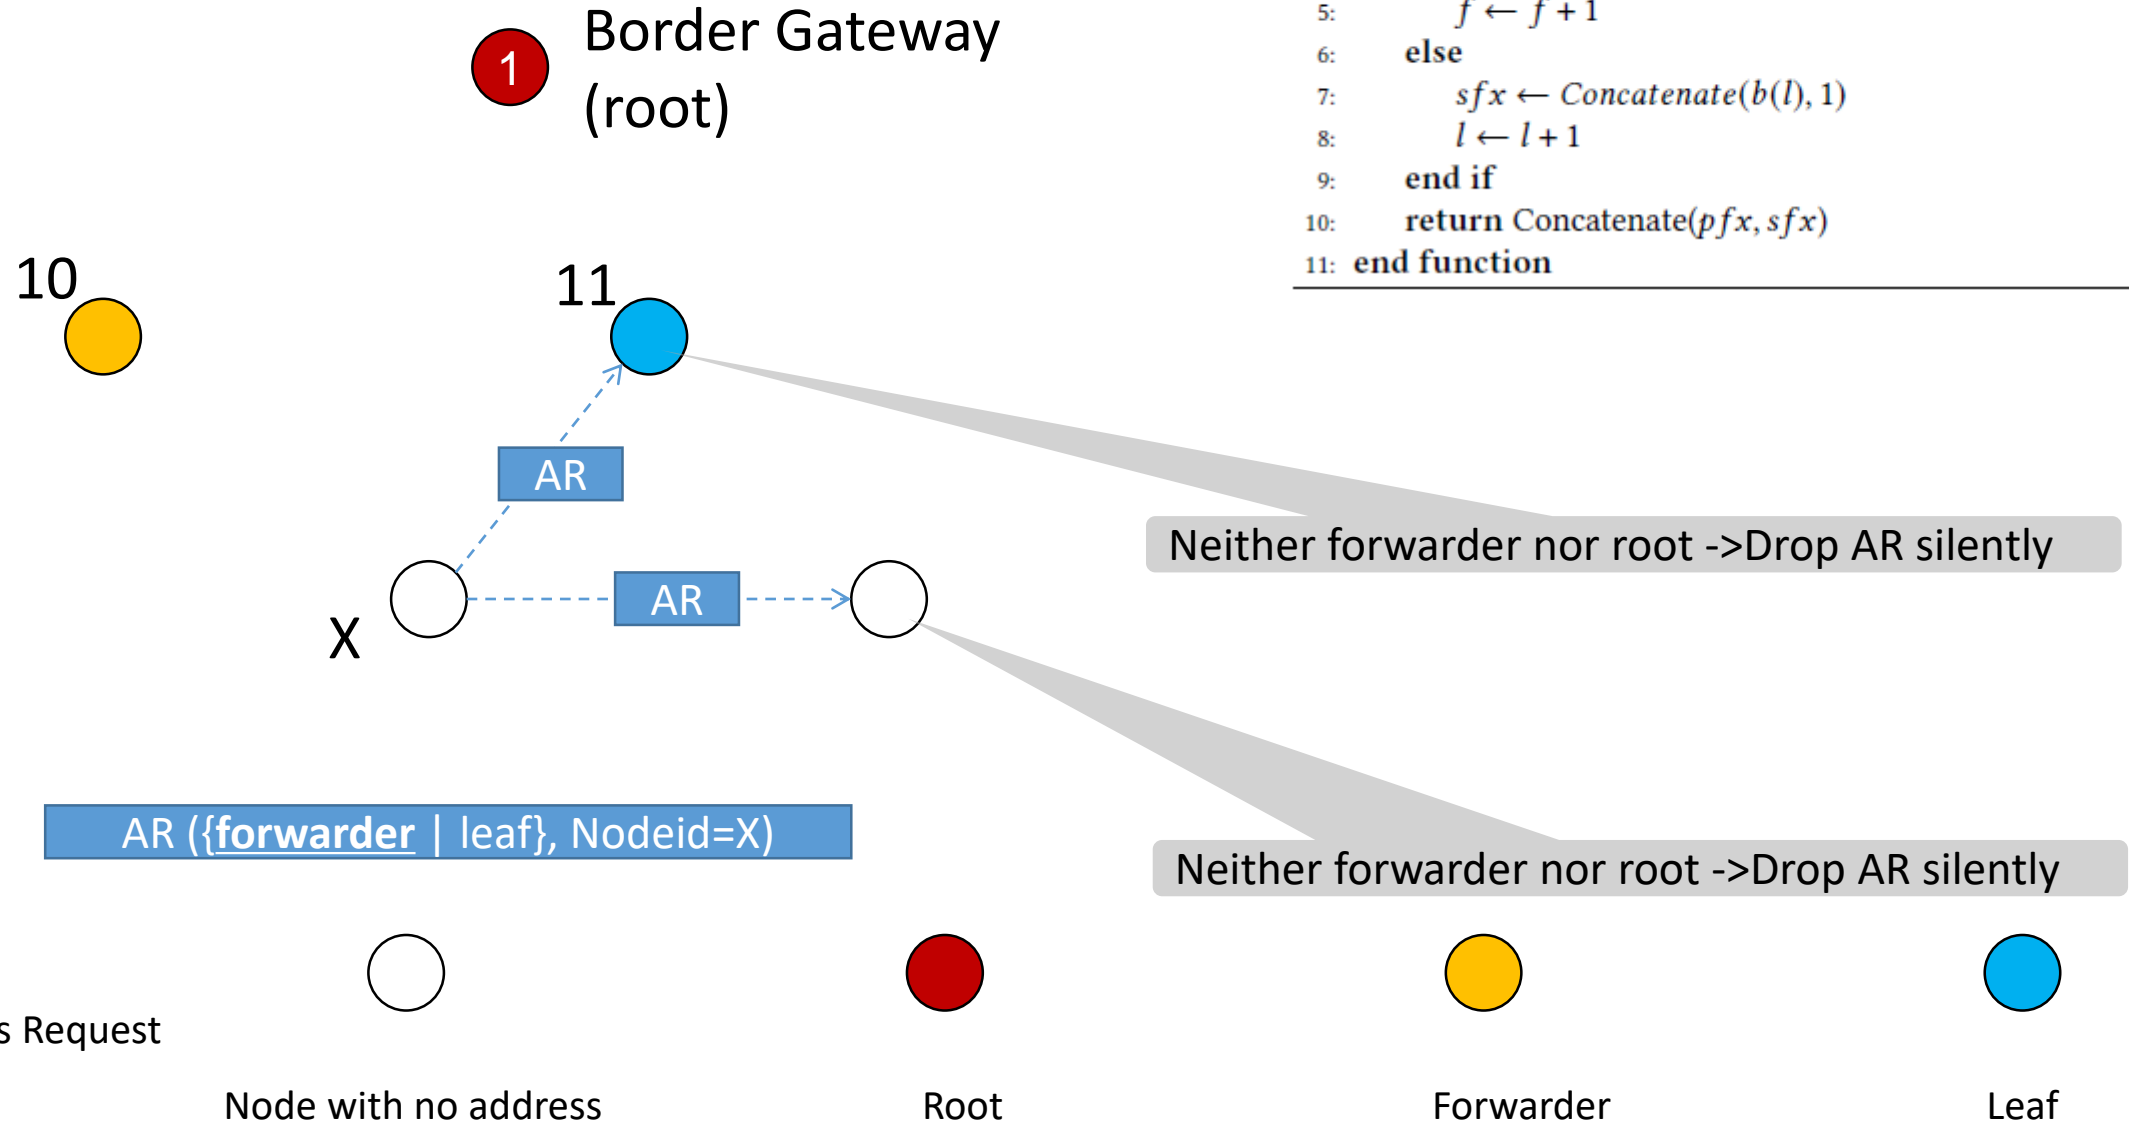 Border Gateway
(root)
1
5: f ← f + 1
6: else
7: sfx ← Concatenate(b(l), 1)
8: l ← l + 1
9: end if
10: return Concatenate(pfx, sfx)
11: end function
10
11
AR
Neither forwarder nor root ->Drop AR silently
AR
X
AR ({forwarder | leaf}, Nodeid=X)
Neither forwarder nor root ->Drop AR silently
s Request
Node with no address
Root
Forwarder
Leaf